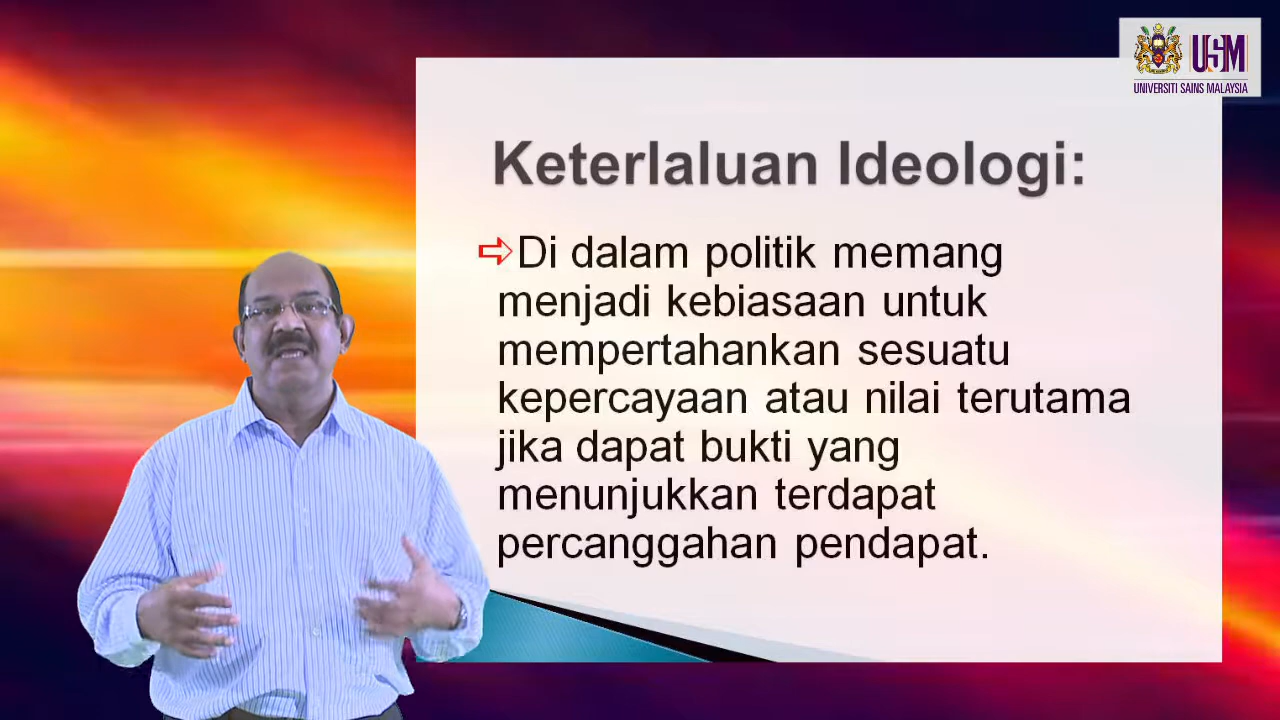 USM
UNIVERSITI SAINS MALAYSIA
Keterlaluan Ideologi:
Di dalam politik memang
menjadi kebiasaan untuk
mempertahankan sesuatu
kepercayaan atau nilai terutama
jika dapat bukti yang
menunjukkan terdapat
percanggahan pendapat.